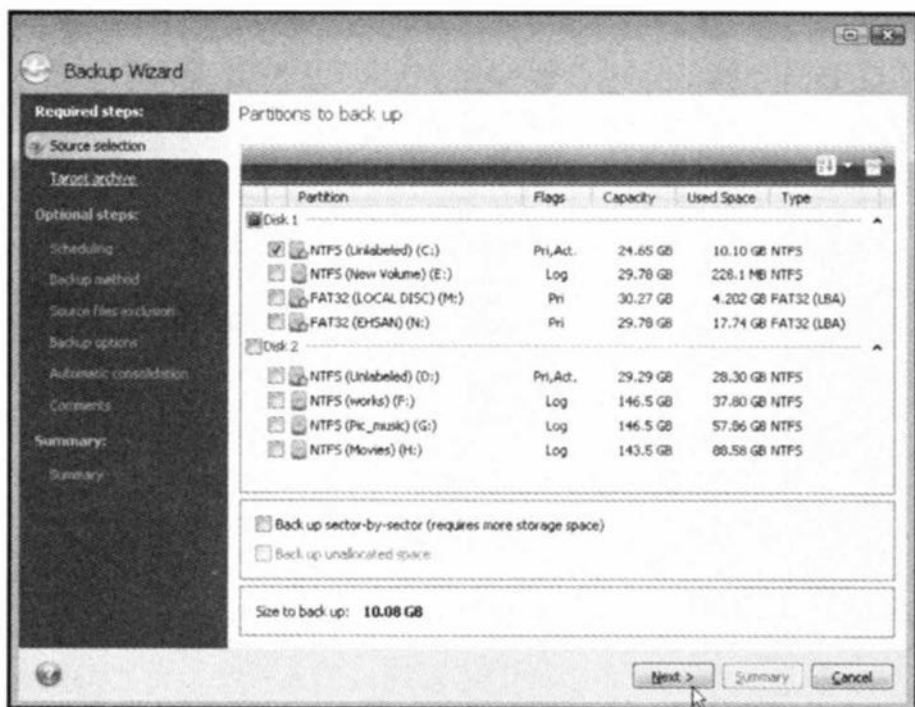 Backup Wizard
Required steps:
Source selection
Target archive
Optional steps:
Scheduling
Backup method
Source files exclusion
Backup options
Automatic consolidation
Comments
Summary:
Summary
Partitions to back up
Partition Flags Capacity Used Space Type
Disk 1
NTFS (Unlabeled) (C:) Pri,Act. 24.65 GB 10.10 GB NTFS
NTFS (New Volume) (E:) Log 29.78 GB 228.1 MB NTFS
FAT32 (LOCAL DISC) (M:) Pri 30.27 GB 4.202 GB FAT32 (LBA)
FAT32 (EHSAN) (N:) Pri 29.78 GB 17.74 GB FAT32 (LBA)
Disk 2
NTFS (Unlabeled) (D:) Pri,Act. 29.29 GB 28.30 GB NTFS
NTFS (works) (F:) Log 146.5 GB 37.80 GB NTFS
NTFS (Pic_music) (G:) Log 146.5 GB 57.86 GB NTFS
NTFS (Movies) (H:) Log 143.5 GB 88.58 GB NTFS
Back up sector-by-sector (requires more storage space)
Back up unallocated space
Size to back up: 10.08 GB
Next > Summary Cancel